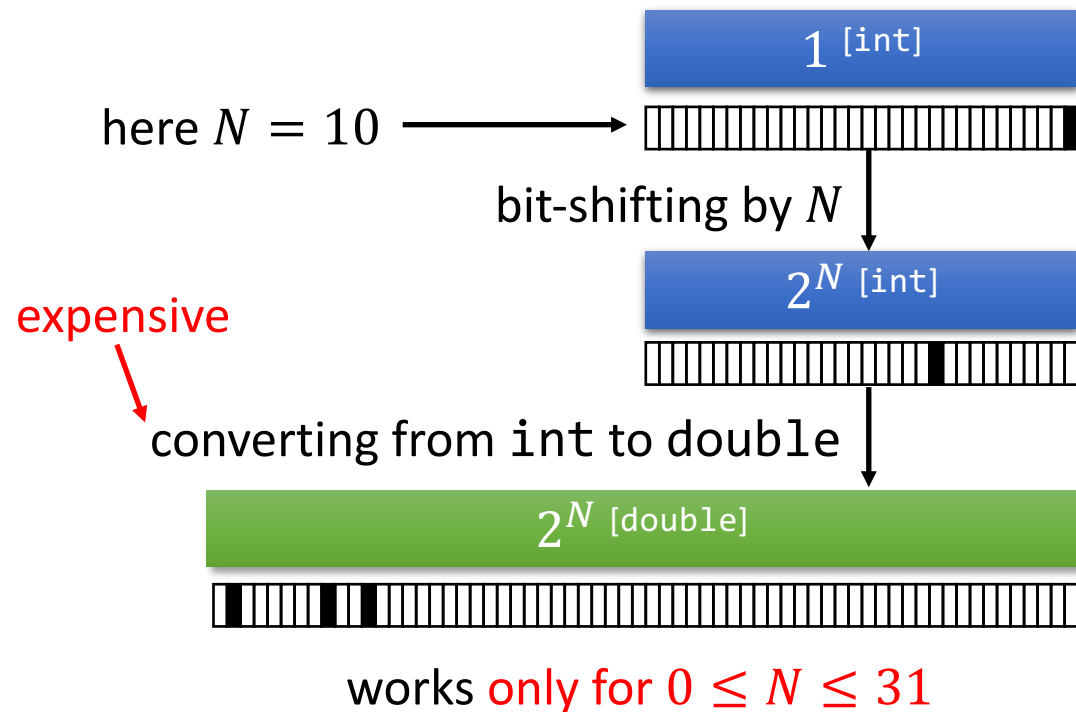 1 [int]
here N = 10
bit-shifting by N
2^N [int]
expensive
converting from int to double
2^N [double]
works only for 0 ≤ N ≤ 31